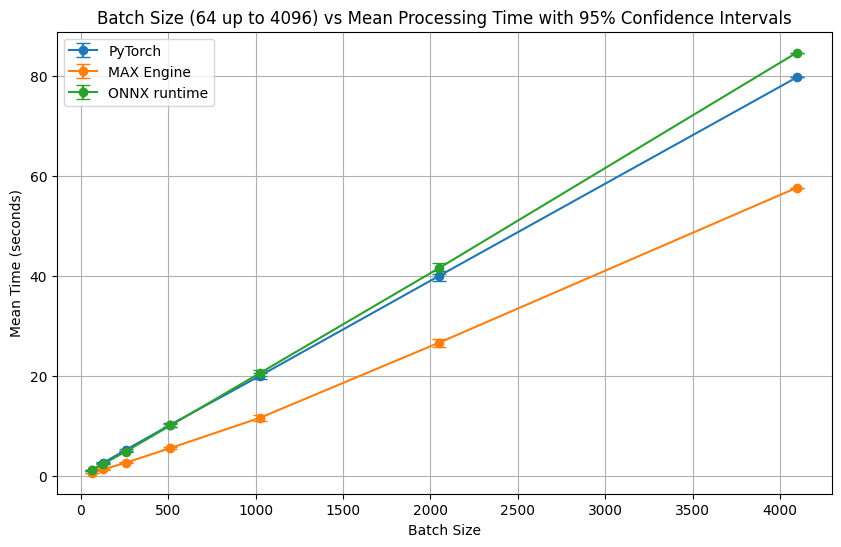 Batch Size (64 up to 4096) vs Mean Processing Time with 95% Confidence Intervals
PyTorch
MAX Engine
ONNX runtime
Mean Time (seconds)
80
60
40
20
0
0 500 1000 1500 2000 2500 3000 3500 4000
Batch Size